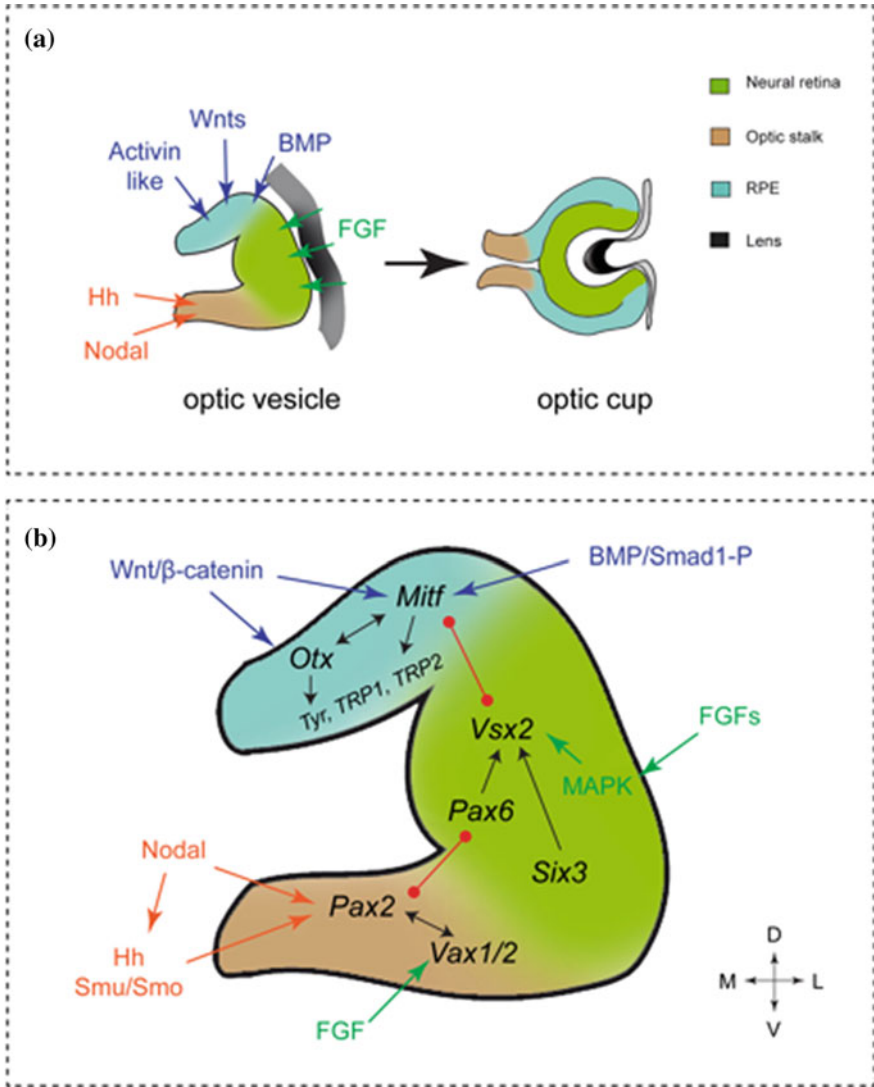 (a)
Wnts
Activin
like
BMP
FGF
Hh
Nodal
optic vesicle
optic cup
Neural retina
Optic stalk
RPE
Lens
(b)
Wnt/β-catenin
BMP/Smad1-P
Mitf
Otx
Tyr, TRP1, TRP2
Vsx2
FGFs
MAPK
Pax6
Six3
Nodal
Pax2
Hh
Smu/Smo
Vax1/2
FGF
D
M L
V